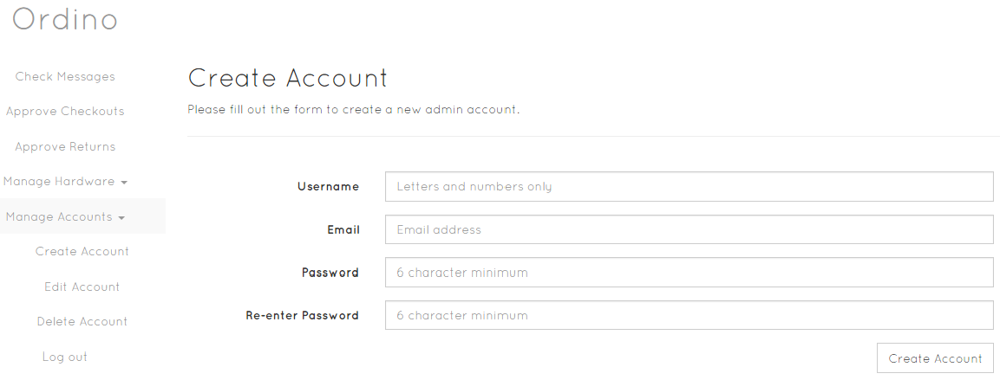 Ordino
Check Messages
Approve Checkouts
Approve Returns
Manage Hardware
Manage Accounts
Create Account
Edit Account
Delete Account
Log out
Create Account
Please fill out the form to create a new admin account.
Username
Letters and numbers only
Email
Email address
Password
6 character minimum
Re-enter Password
6 character minimum
Create Account